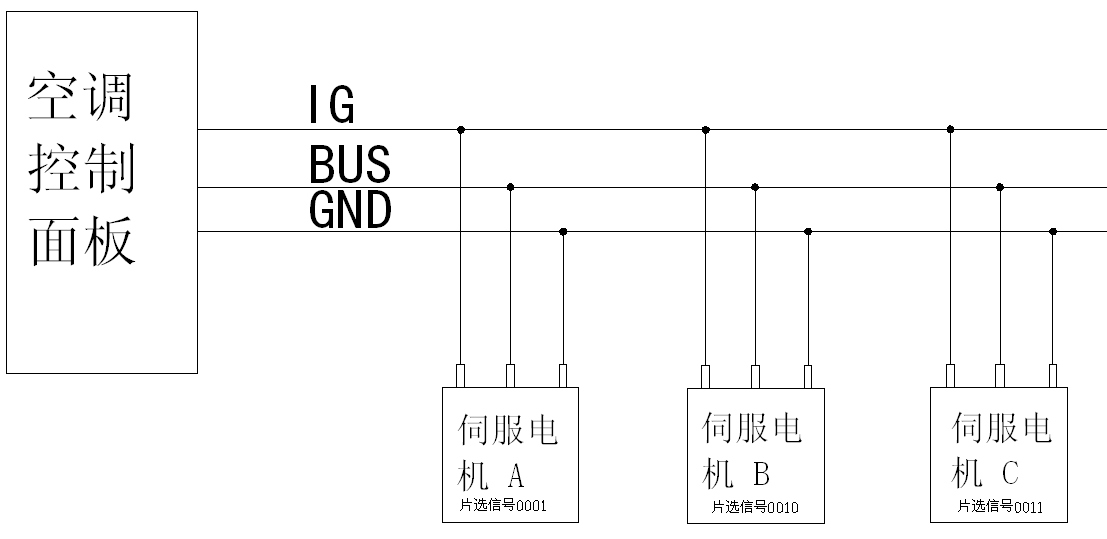 空调
控制
面板
IG
BUS
GND
伺服电
机 A
片选信号0001
伺服电
机 B
片选信号0010
伺服电
机 C
片选信号0011